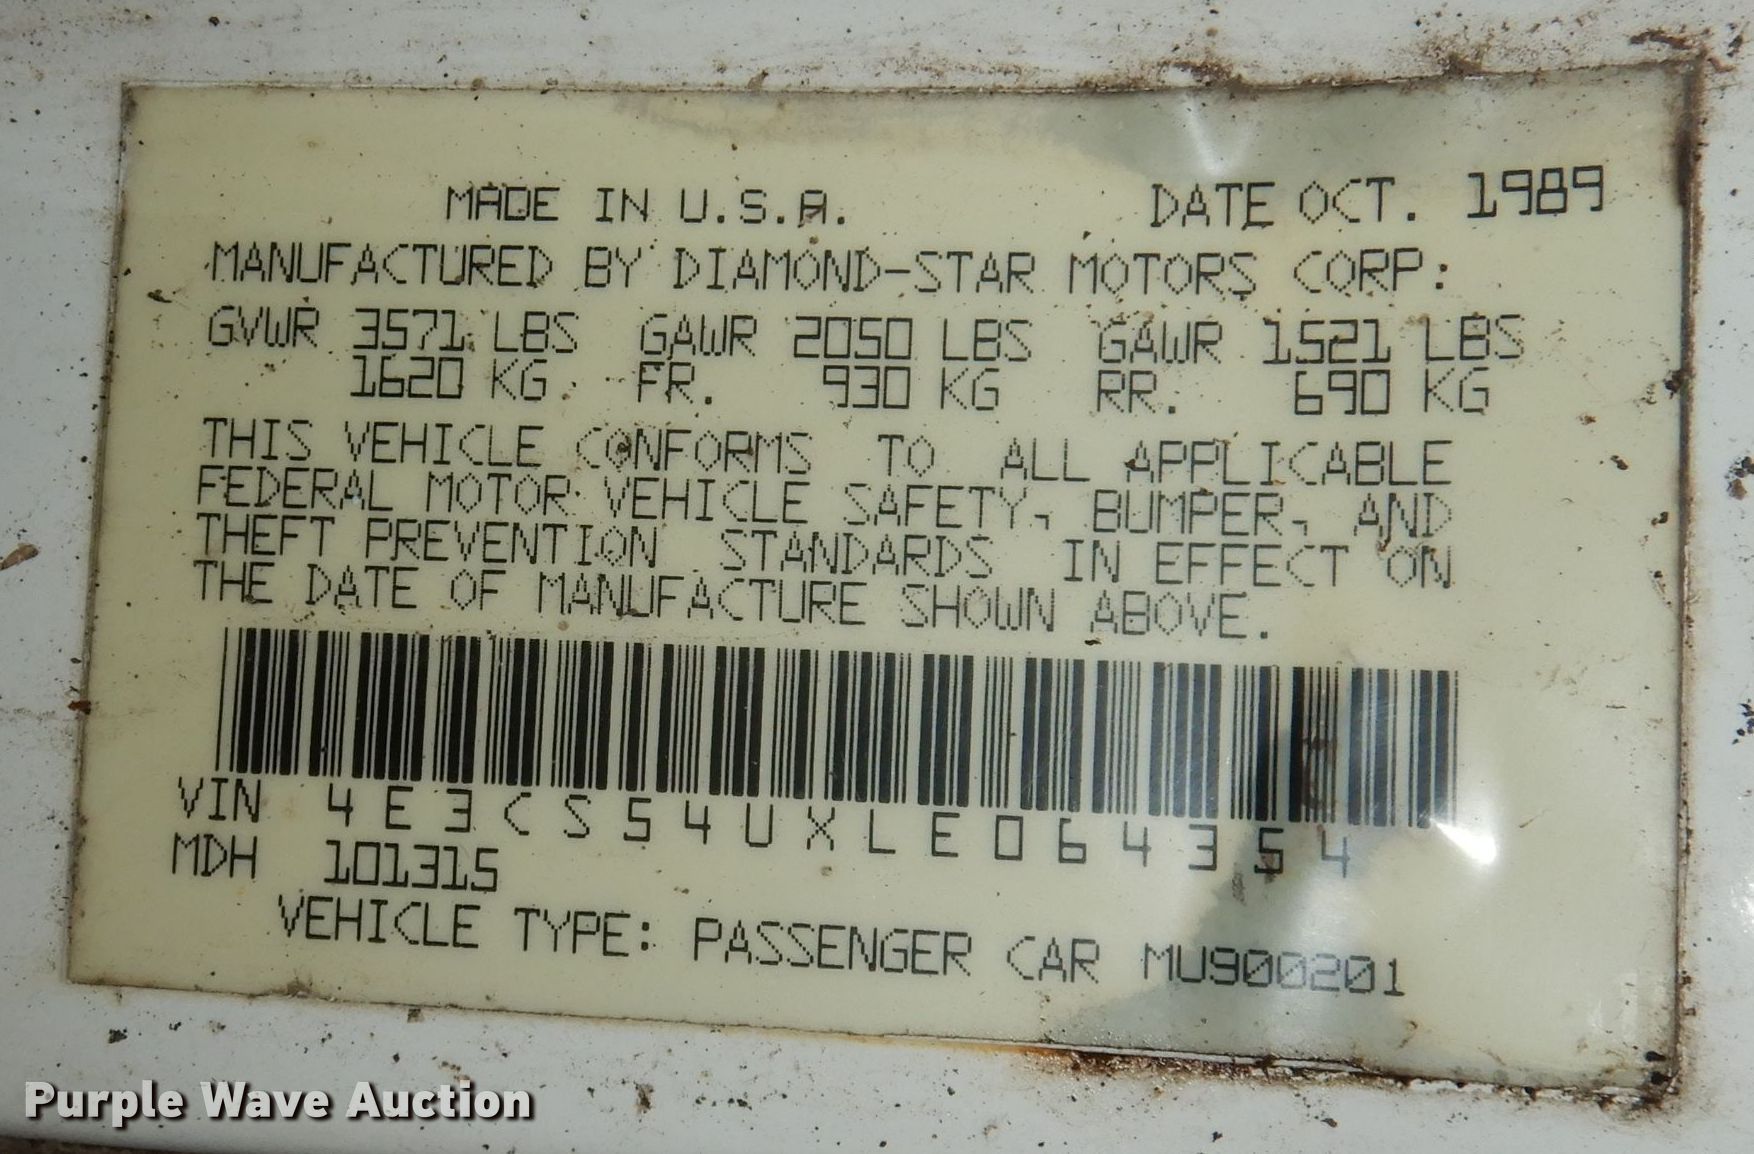 MADE IN U.S.A. DATE OCT. 1989
MANUFACTURED BY DIAMOND-STAR MOTORS CORP:
GVWR 3571 LBS GAWR 2050 LBS GAWR 1521 LBS
1620 KG FR. 930 KG RR. 690 KG
THIS VEHICLE CONFORMS TO ALL APPLICABLE
FEDERAL MOTOR VEHICLE SAFETY, BUMPER, AND
THEFT PREVENTION STANDARDS IN EFFECT ON
THE DATE OF MANUFACTURE SHOWN ABOVE.
VIN 4E3CS54UXLE064354
MDH 101315
VEHICLE TYPE: PASSENGER CAR MU900201
Purple Wave Auction